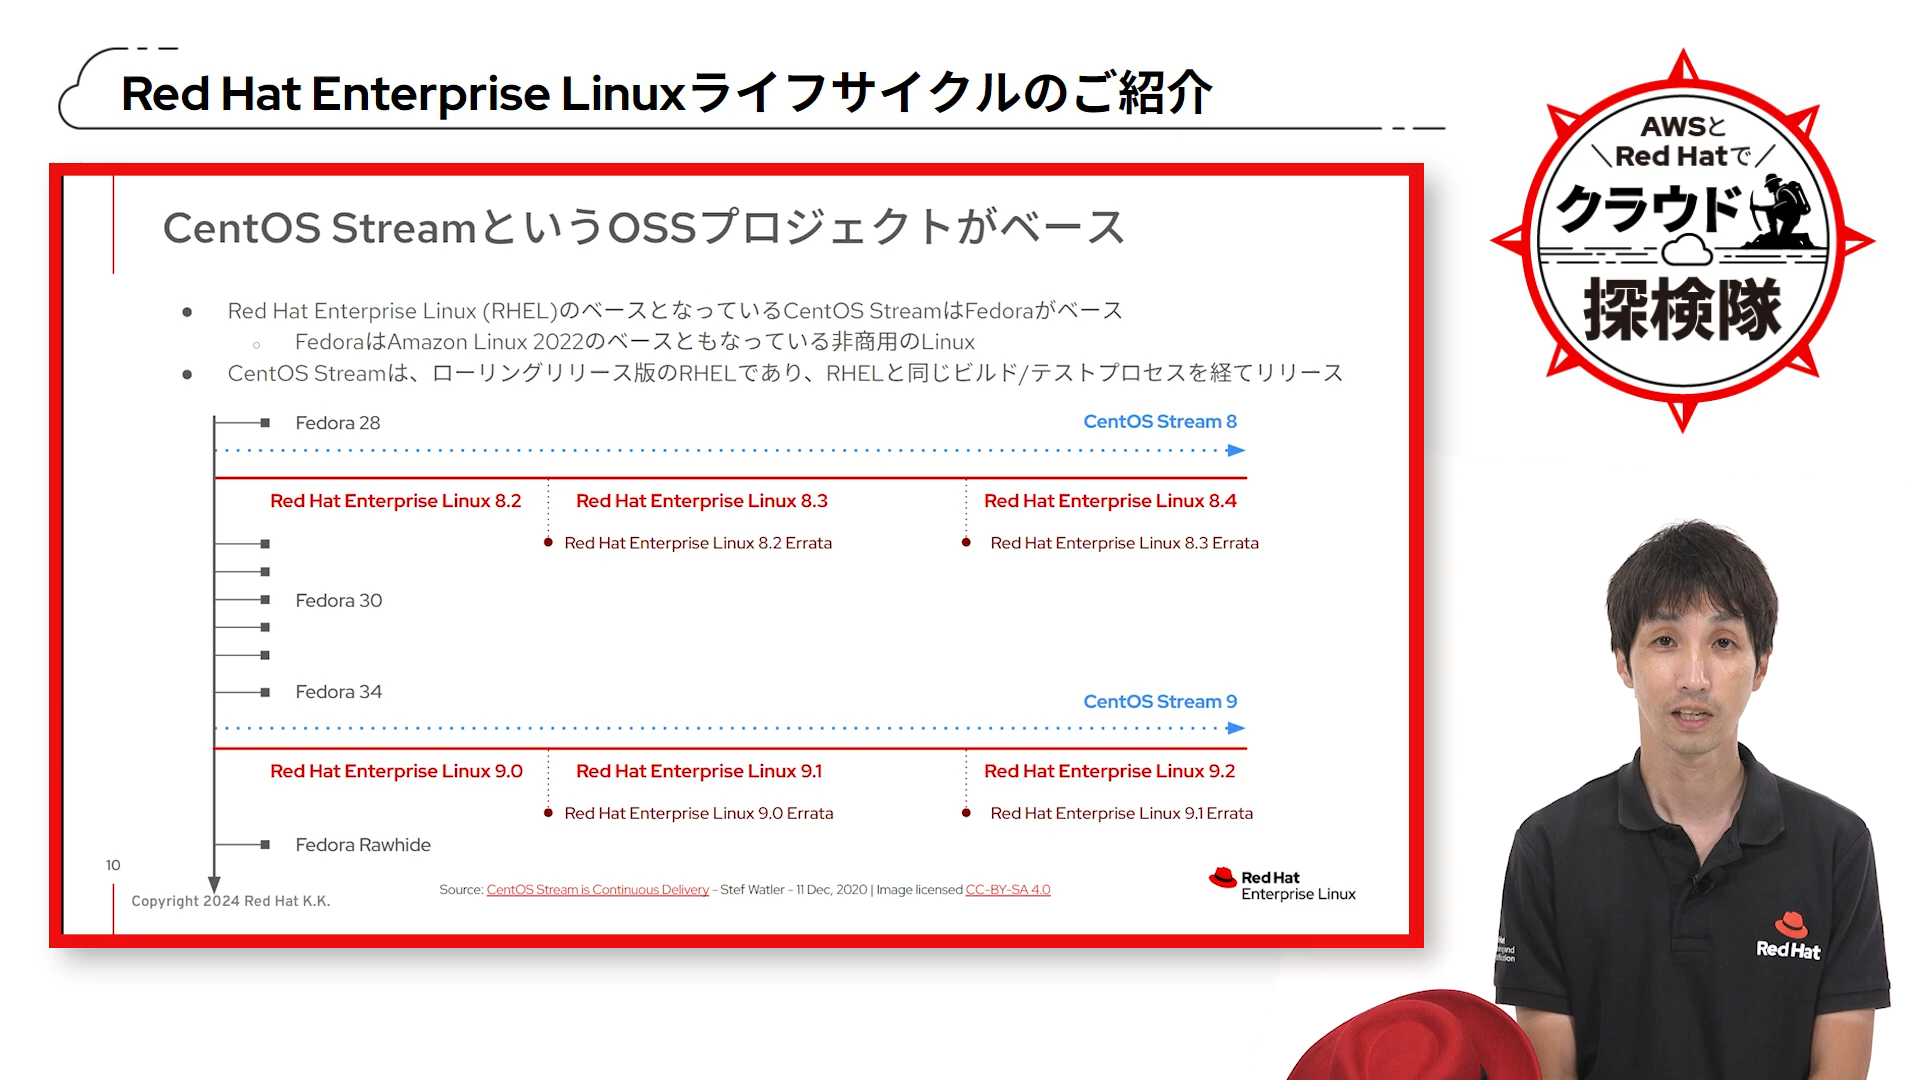 Red Hat Enterprise Linuxライフサイクルのご紹介
AWSと
Red Hatで
クラウド
探検隊
CentOS StreamというOSSプロジェクトがベース
● Red Hat Enterprise Linux (RHEL)のベースとなっているCentOS StreamはFedoraがベース
○ FedoraはAmazon Linux 2022のベースともなっている非商用のLinux
● CentOS Streamは、ローリングリリース版のRHELであり、RHELと同じビルド/テストプロセスを経てリリース
Fedora 28
CentOS Stream 8
Red Hat Enterprise Linux 8.2
Red Hat Enterprise Linux 8.3
Red Hat Enterprise Linux 8.4
Red Hat Enterprise Linux 8.2 Errata
Red Hat Enterprise Linux 8.3 Errata
Fedora 30
Fedora 34
CentOS Stream 9
Red Hat Enterprise Linux 9.0
Red Hat Enterprise Linux 9.1
Red Hat Enterprise Linux 9.2
Red Hat Enterprise Linux 9.0 Errata
Red Hat Enterprise Linux 9.1 Errata
Fedora Rawhide
10
Copyright 2024 Red Hat K.K.
Source: CentOS Stream is Continuous Delivery - Stef Watler - 11 Dec, 2020 | Image licensed CC-BY-SA 4.0
Red Hat
Enterprise Linux
Red Hat